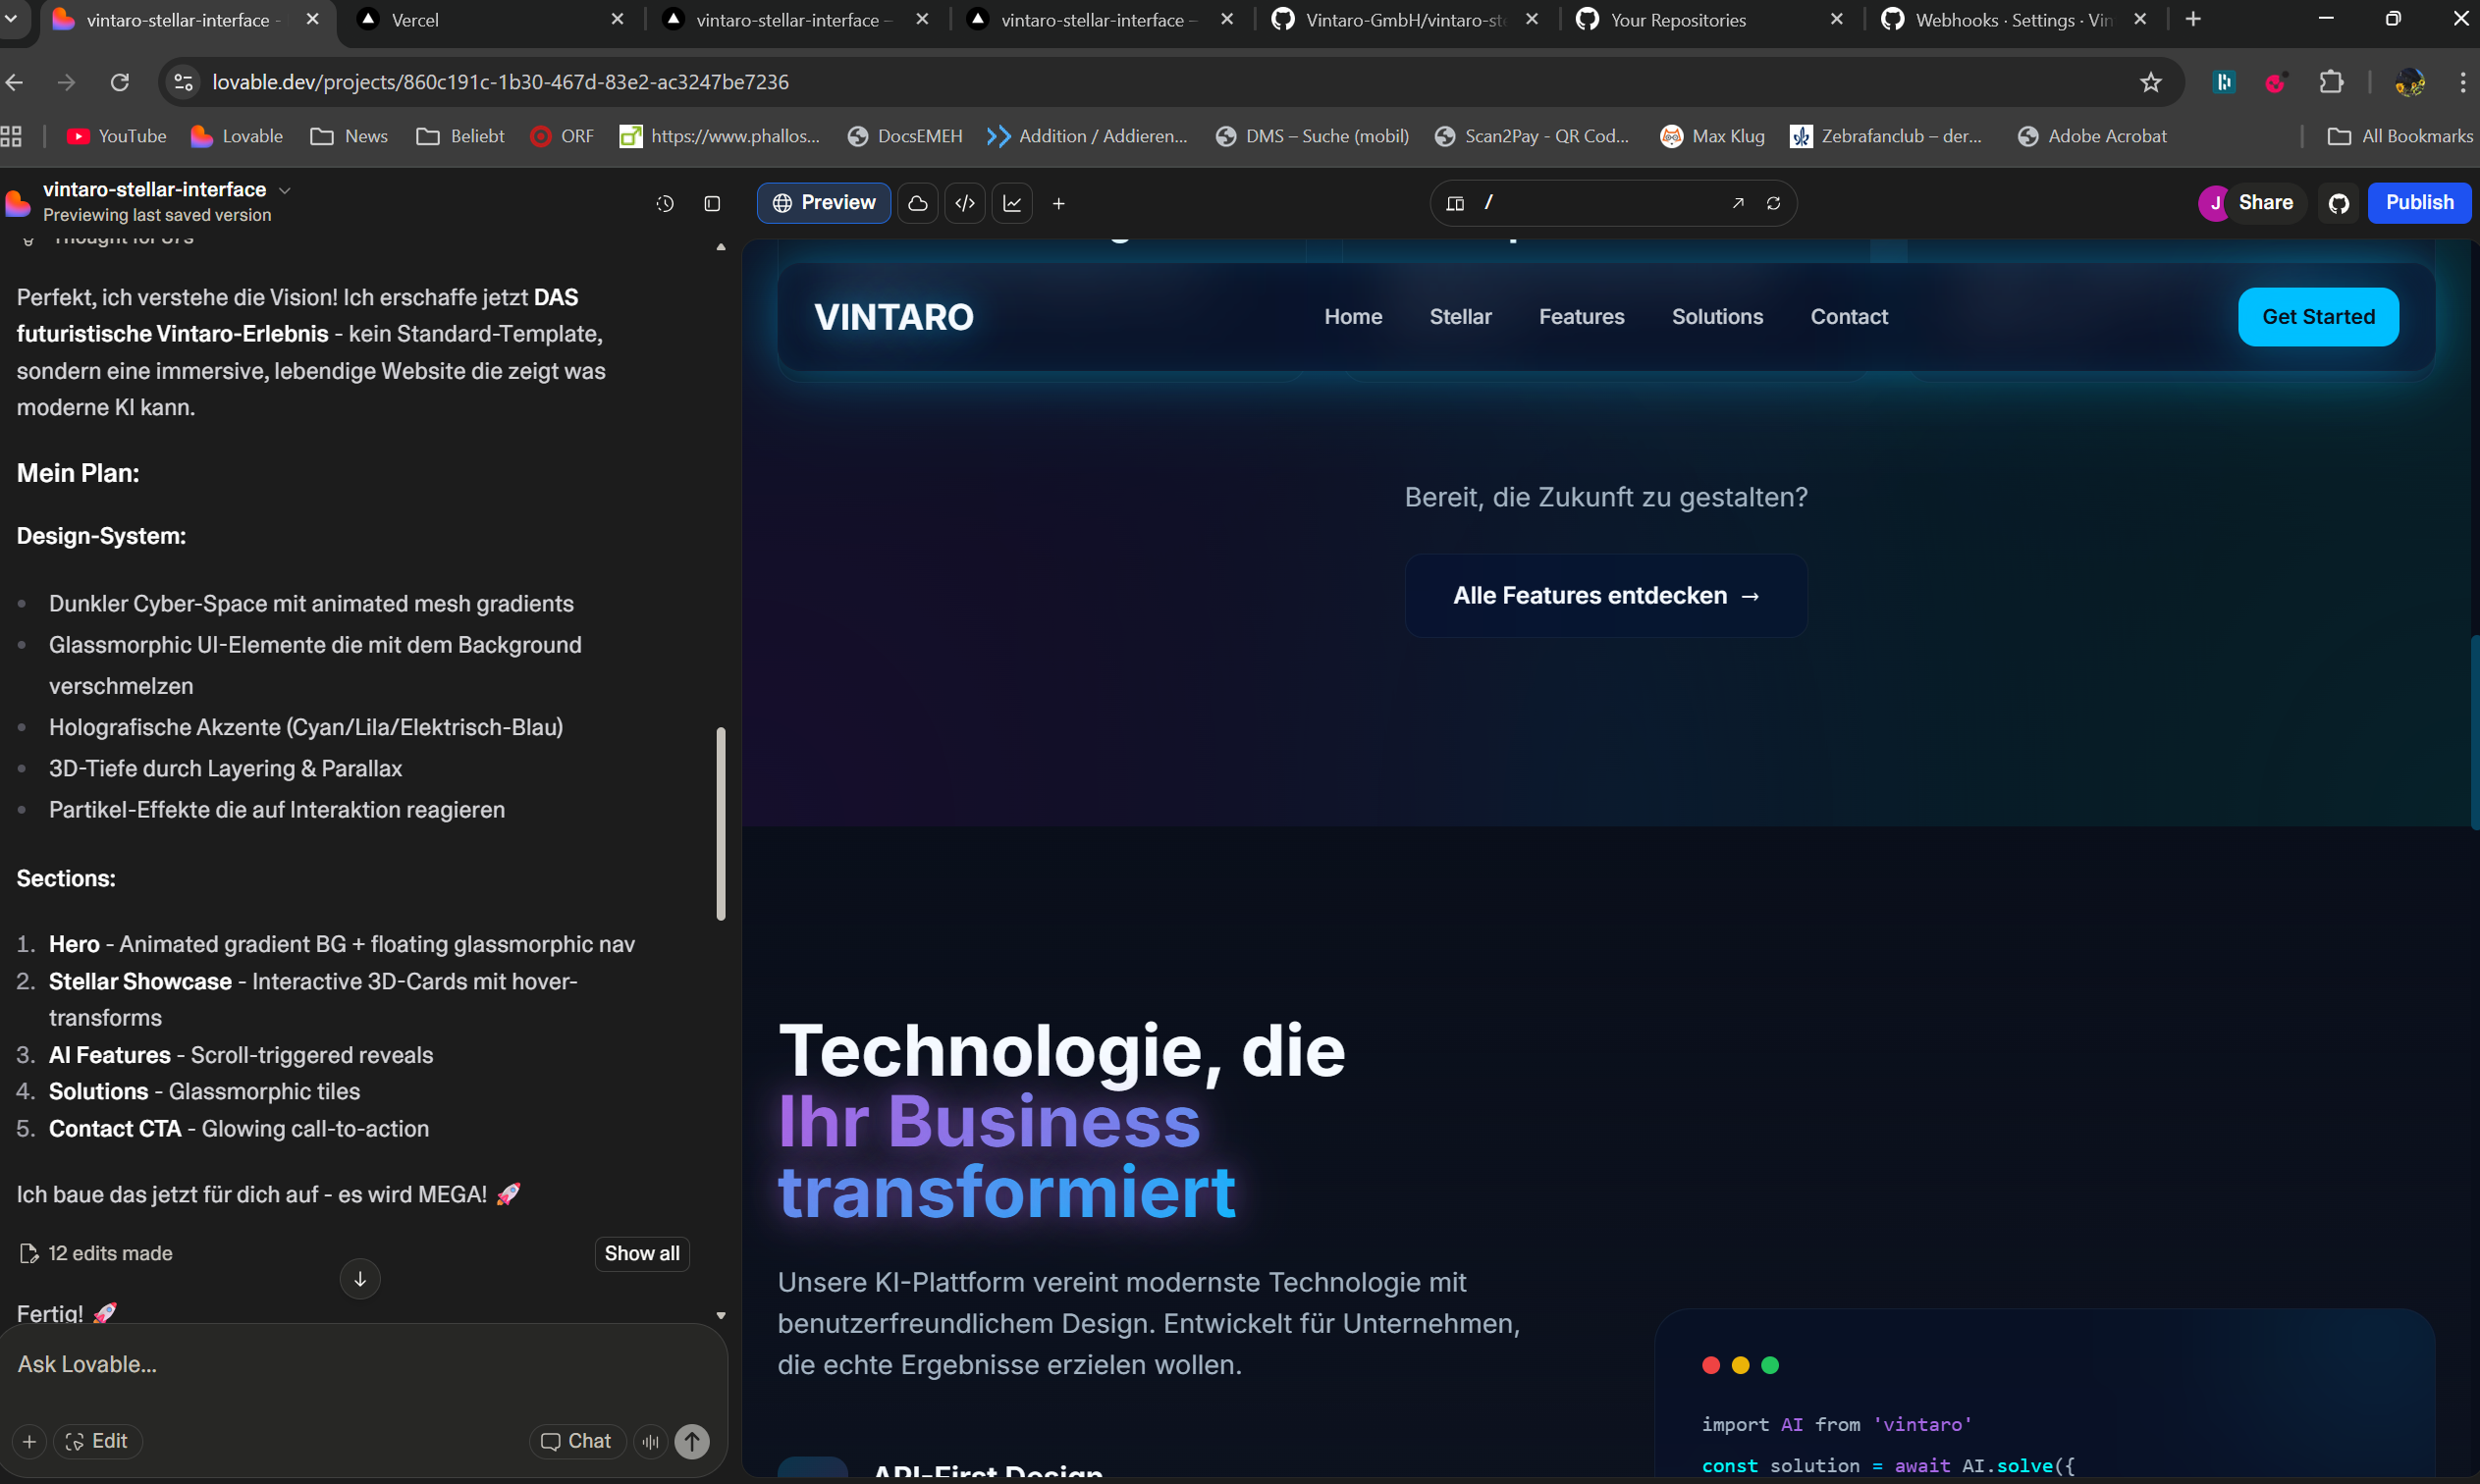 vintaro-stellar-interface -
Vercel
vintaro-stellar-interface –
vintaro-stellar-interface –
Vintaro-GmbH/vintaro-ste
Your Repositories
Webhooks · Settings · Vin
lovable.dev/projects/860c191c-1b30-467d-83e2-ac3247be7236
YouTube
Lovable
News
Beliebt
ORF
https://www.phallos...
DocsEMEH
Addition / Addieren...
DMS – Suche (mobil)
Scan2Pay - QR Cod...
Max Klug
Zebrafanclub – der...
Adobe Acrobat
All Bookmarks
vintaro-stellar-interface
Previewing last saved version
Preview
/
J
Share
Publish
Thought for 37s
Perfekt, ich verstehe die Vision! Ich erschaffe jetzt DAS
futuristische Vintaro-Erlebnis - kein Standard-Template,
sondern eine immersive, lebendige Website die zeigt was
moderne KI kann.
Mein Plan:
Design-System:
• Dunkler Cyber-Space mit animated mesh gradients
• Glassmorphic UI-Elemente die mit dem Background
verschmelzen
• Holografische Akzente (Cyan/Lila/Elektrisch-Blau)
• 3D-Tiefe durch Layering & Parallax
• Partikel-Effekte die auf Interaktion reagieren
Sections:
1. Hero - Animated gradient BG + floating glassmorphic nav
2. Stellar Showcase - Interactive 3D-Cards mit hover-
transforms
3. AI Features - Scroll-triggered reveals
4. Solutions - Glassmorphic tiles
5. Contact CTA - Glowing call-to-action
Ich baue das jetzt für dich auf - es wird MEGA! 🚀
12 edits made
Show all
Fertig! 🚀
Ask Lovable...
Edit
Chat
VINTARO
Home
Stellar
Features
Solutions
Contact
Get Started
Bereit, die Zukunft zu gestalten?
Alle Features entdecken →
Technologie, die
Ihr Business
transformiert
Unsere KI-Plattform vereint modernste Technologie mit
benutzerfreundlichem Design. Entwickelt für Unternehmen,
die echte Ergebnisse erzielen wollen.
API-First Design
import AI from 'vintaro'
const solution = await AI.solve({